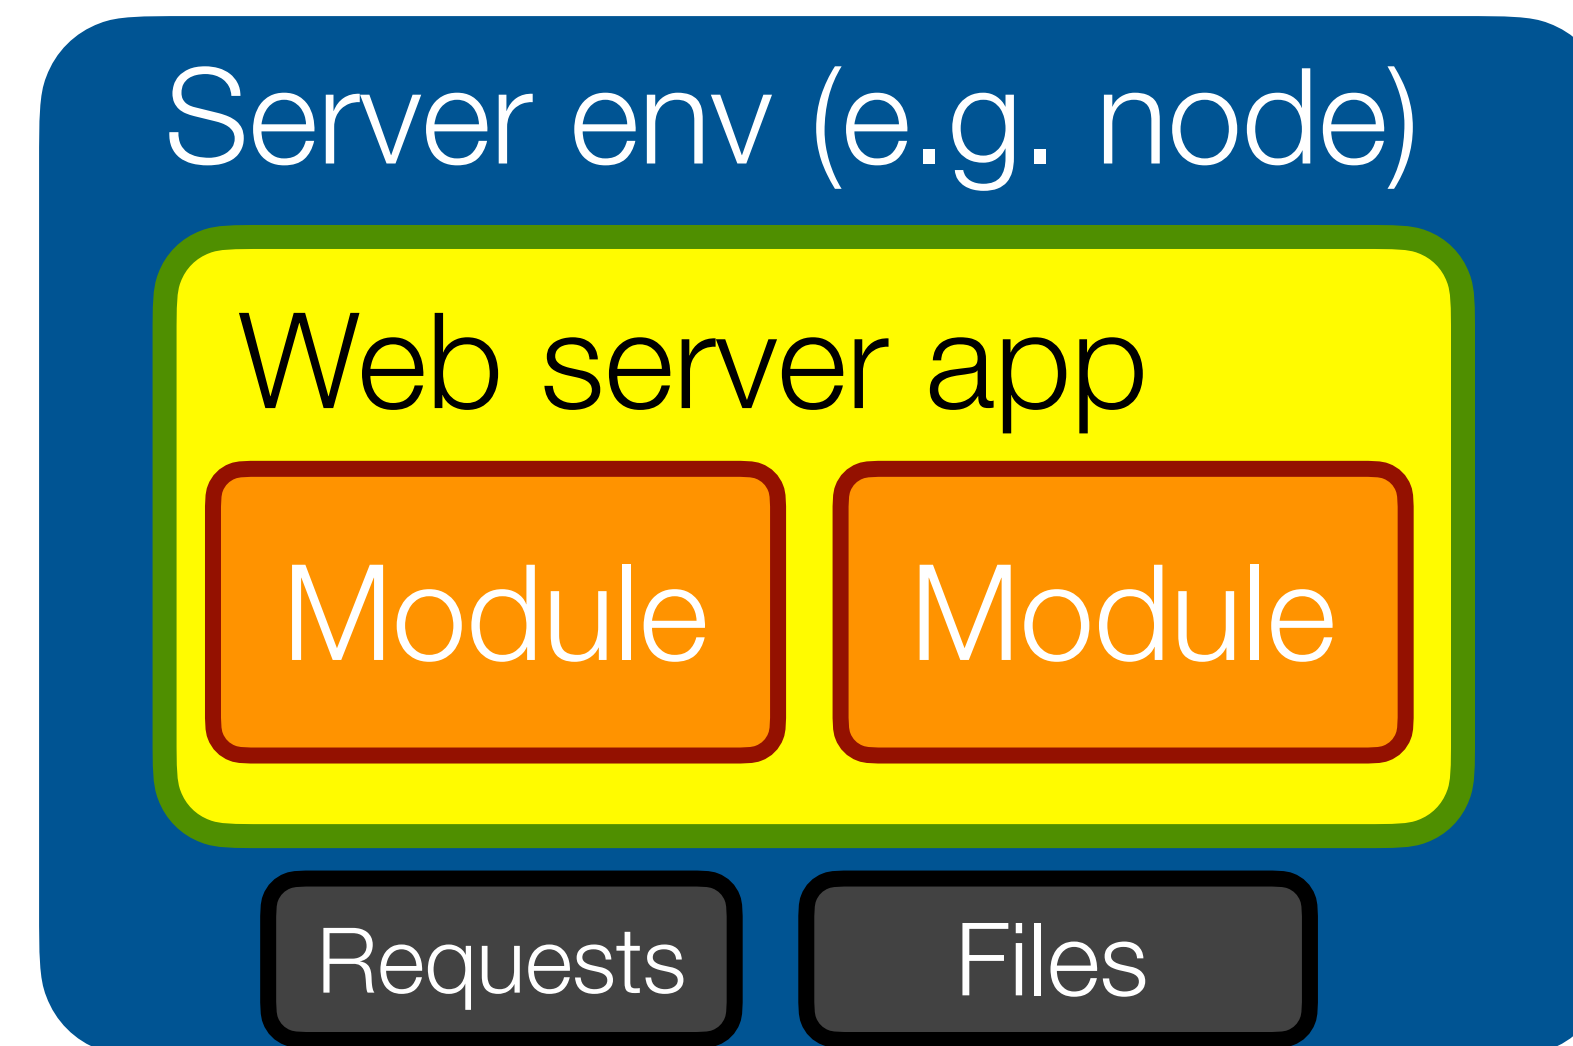 Server env (e.g. node)
Web server app
Module Module
Requests Files